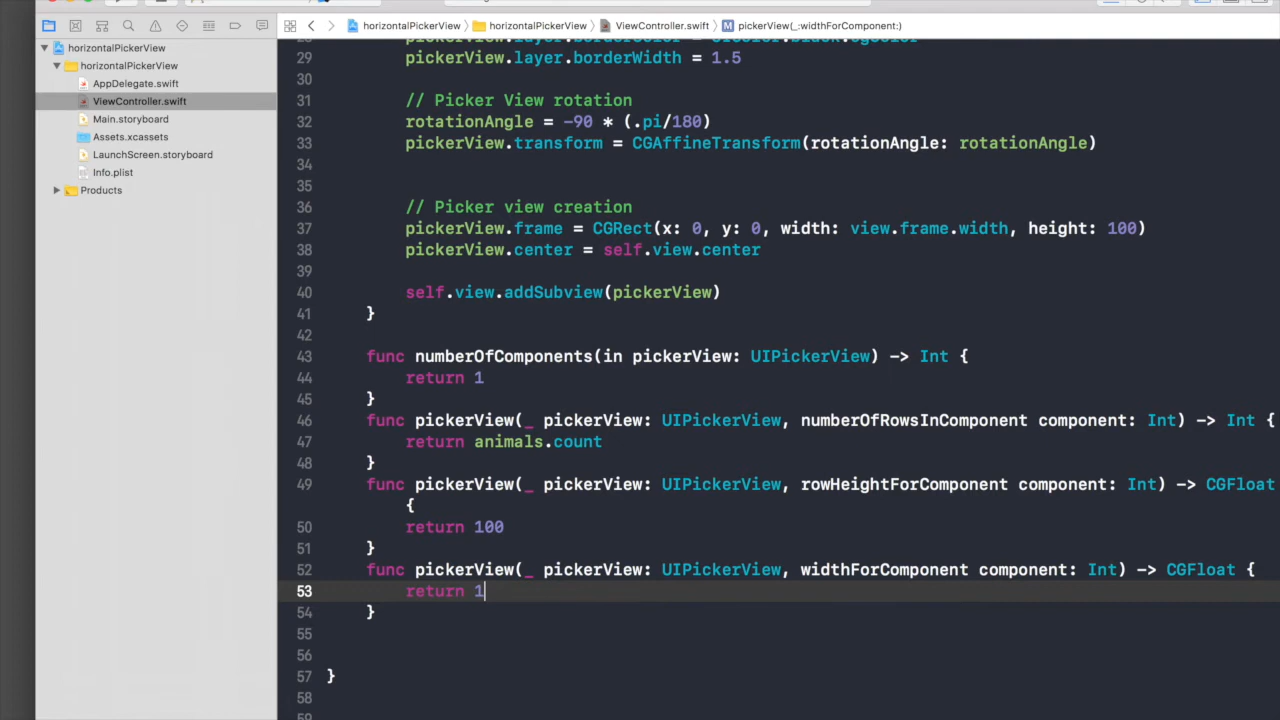 horizontalPickerView
horizontalPickerView
ViewController.swift
pickerView(_:widthForComponent:)
horizontalPickerView
horizontalPickerView
AppDelegate.swift
ViewController.swift
Main.storyboard
Assets.xcassets
LaunchScreen.storyboard
Info.plist
Products
29 pickerView.layer.borderWidth = 1.5
30
31 // Picker View rotation
32 rotationAngle = -90 * (.pi/180)
33 pickerView.transform = CGAffineTransform(rotationAngle: rotationAngle)
34
35
36 // Picker view creation
37 pickerView.frame = CGRect(x: 0, y: 0, width: view.frame.width, height: 100)
38 pickerView.center = self.view.center
39
40 self.view.addSubview(pickerView)
41 }
42
43 func numberOfComponents(in pickerView: UIPickerView) -> Int {
44 return 1
45 }
46 func pickerView(_ pickerView: UIPickerView, numberOfRowsInComponent component: Int) -> Int {
47 return animals.count
48 }
49 func pickerView(_ pickerView: UIPickerView, rowHeightForComponent component: Int) -> CGFloat
{
50 return 100
51 }
52 func pickerView(_ pickerView: UIPickerView, widthForComponent component: Int) -> CGFloat {
53 return 1
54 }
55
56
57 }
58